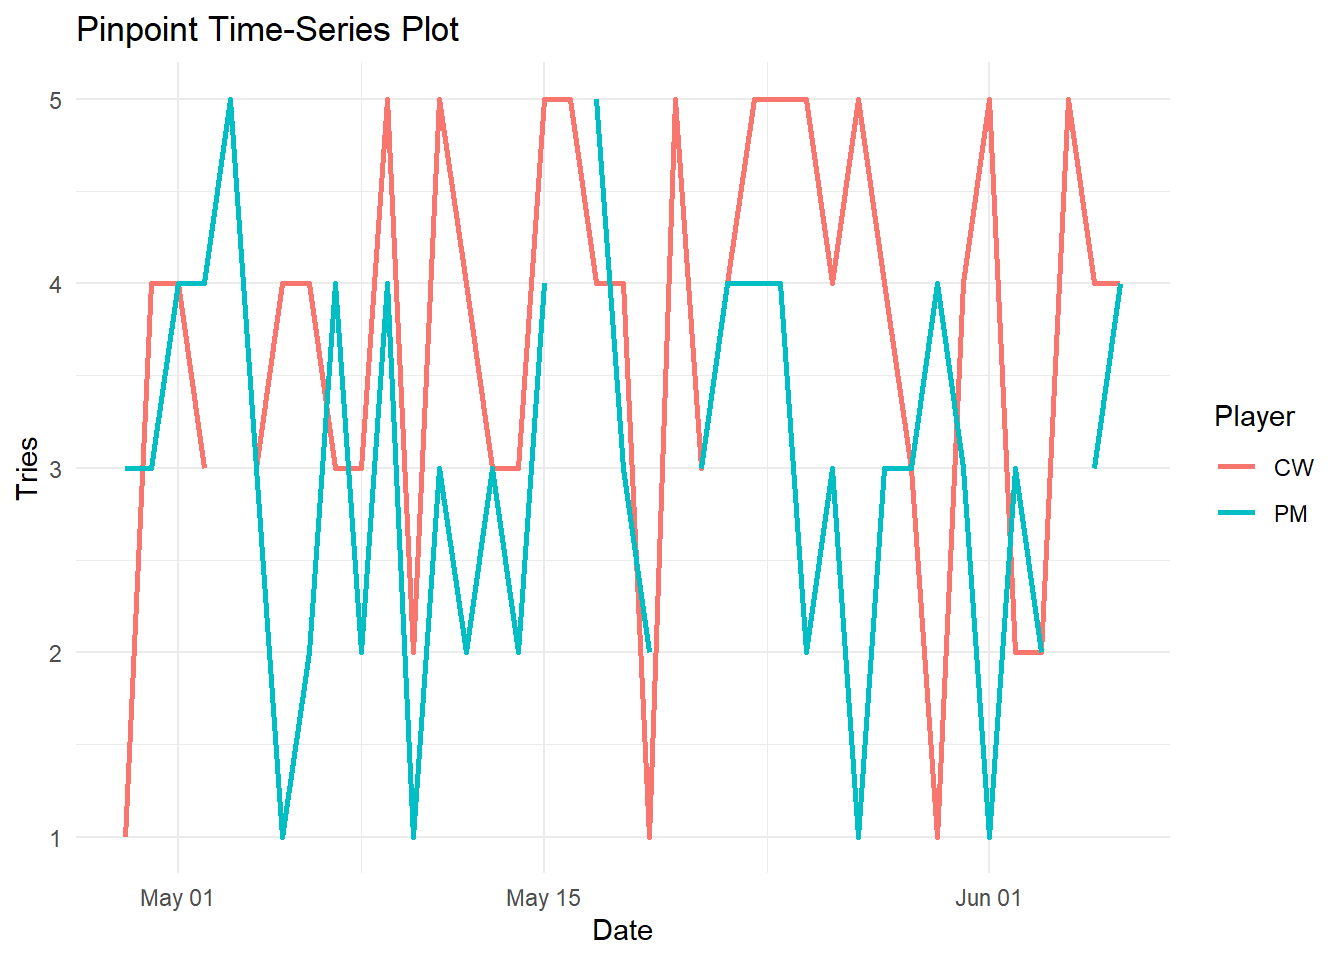 Pinpoint Time-Series Plot
5
4
3
2
1
Tries
May 01
May 15
Jun 01
Date
Player
CW
PM